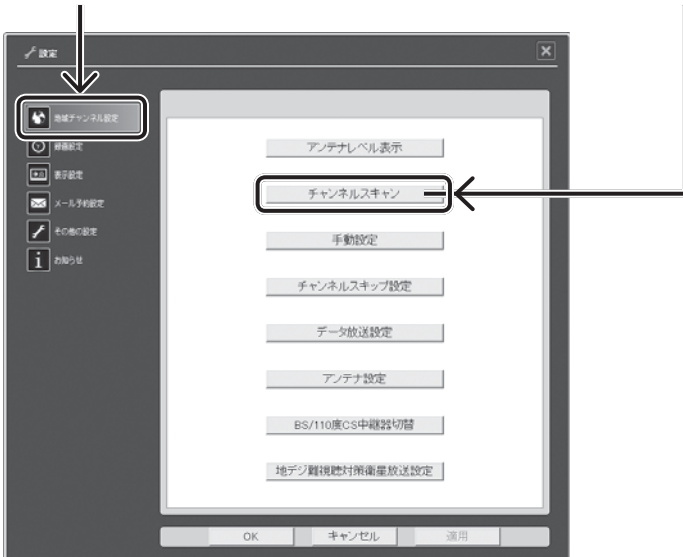 設定
地域チャンネル設定
録画設定
表示設定
メール予約設定
その他の設定
お知らせ
アンテナレベル表示
チャンネルスキャン
手動設定
チャンネルスキップ設定
データ放送設定
アンテナ設定
BS/110度CS中継器切替
地デジ難視聴対策衛星放送設定
OK
キャンセル
適用